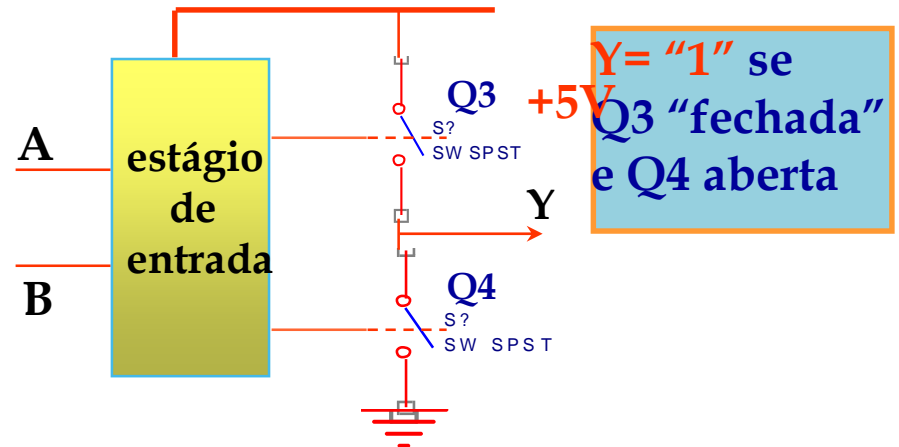 A
B
estágio
de
entrada
Q3
S?
SW SPST
+5V
Y
Q4
S?
SW SPST
Y= “1” se
Q3 “fechada”
e Q4 aberta